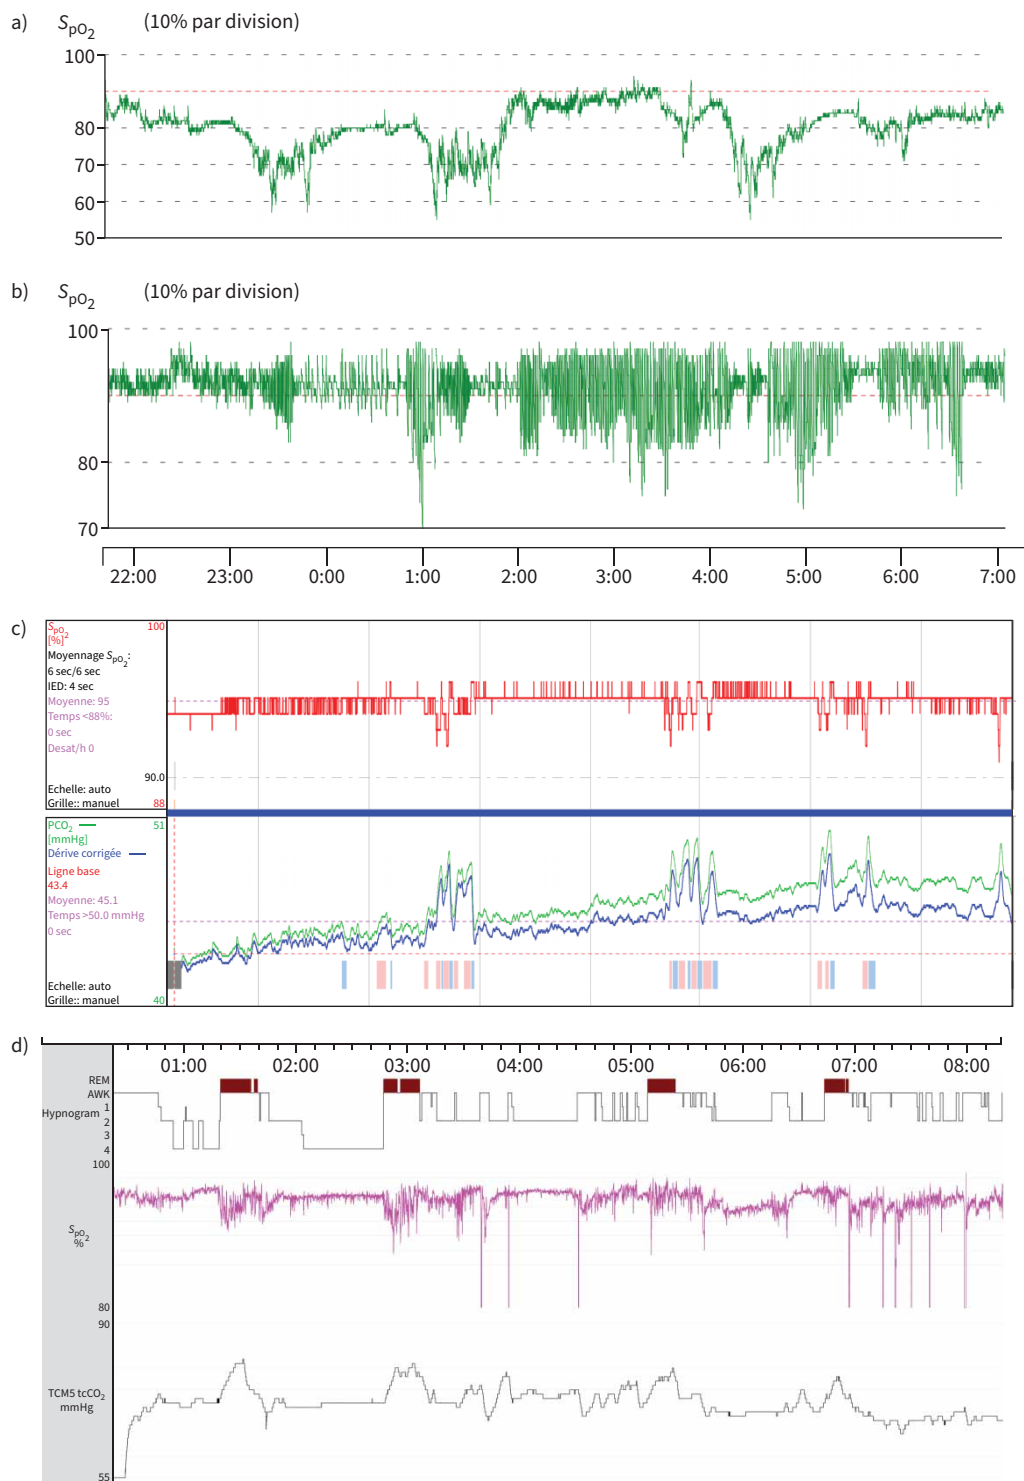 a) SpO2 (10% par division)
100
80
70
60
50
b) SpO2 (10% par division)
100
80
70
22:00 23:00 0:00 1:00 2:00 3:00 4:00 5:00 6:00 7:00
c)
SpO2 100
[%]
Moyennage SpO2:
6 sec/6 sec
IED: 4 sec
Moyenne: 95
Temps <88%:
0 sec
Desat/h 0
90.0
Echelle: auto
Grille:: manuel 88
PCO2 51
[mmHg]
Dérive corrigée
Ligne base
43.4
Moyenne: 45.1
Temps >50.0 mmHg
0 sec
Echelle: auto
Grille:: manuel 40
d)
01:00 02:00 03:00 04:00 05:00 06:00 07:00 08:00
REM
AWK
Hypnogram 1
2
3
4
100
SpO2
%
80
90
TCM5 tcCO2
mmHg
55